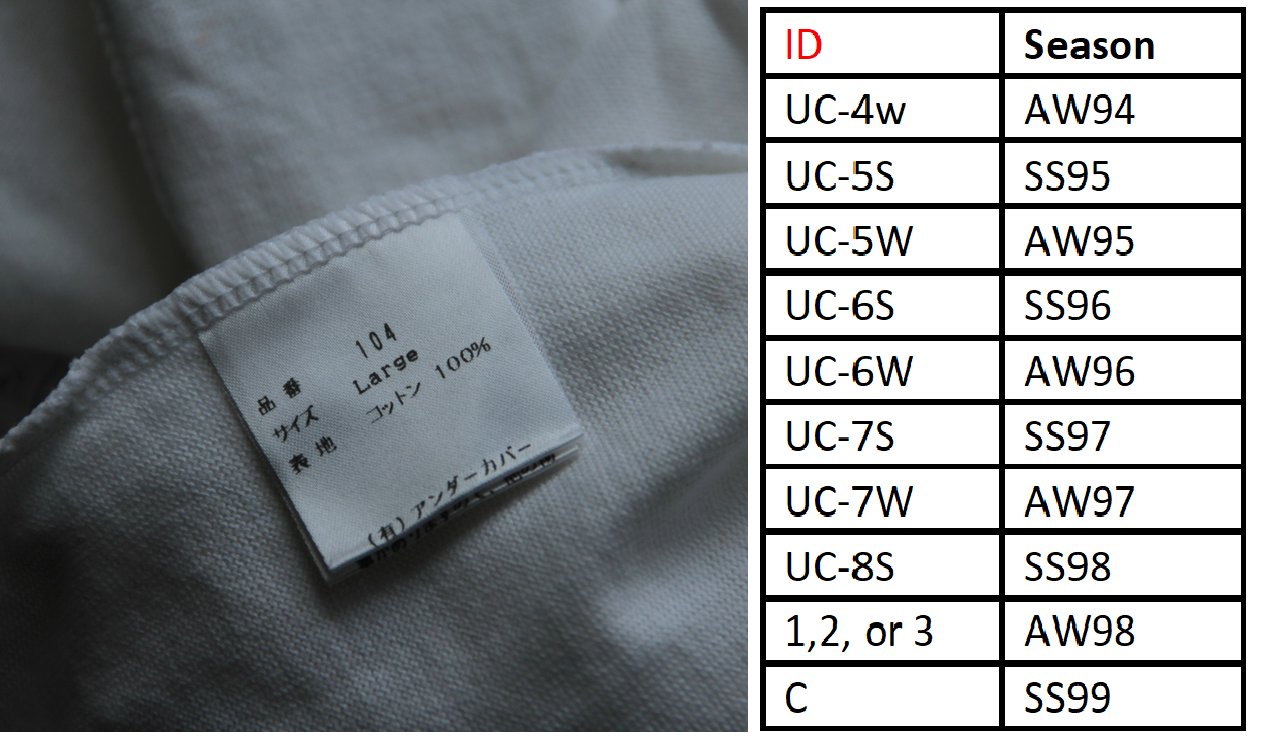 品番 104
サイズ Large
表地 コットン 100%
(有)アンダーカバー
ID Season
UC-4w AW94
UC-5S SS95
UC-5W AW95
UC-6S SS96
UC-6W AW96
UC-7S SS97
UC-7W AW97
UC-8S SS98
1,2, or 3 AW98
C SS99